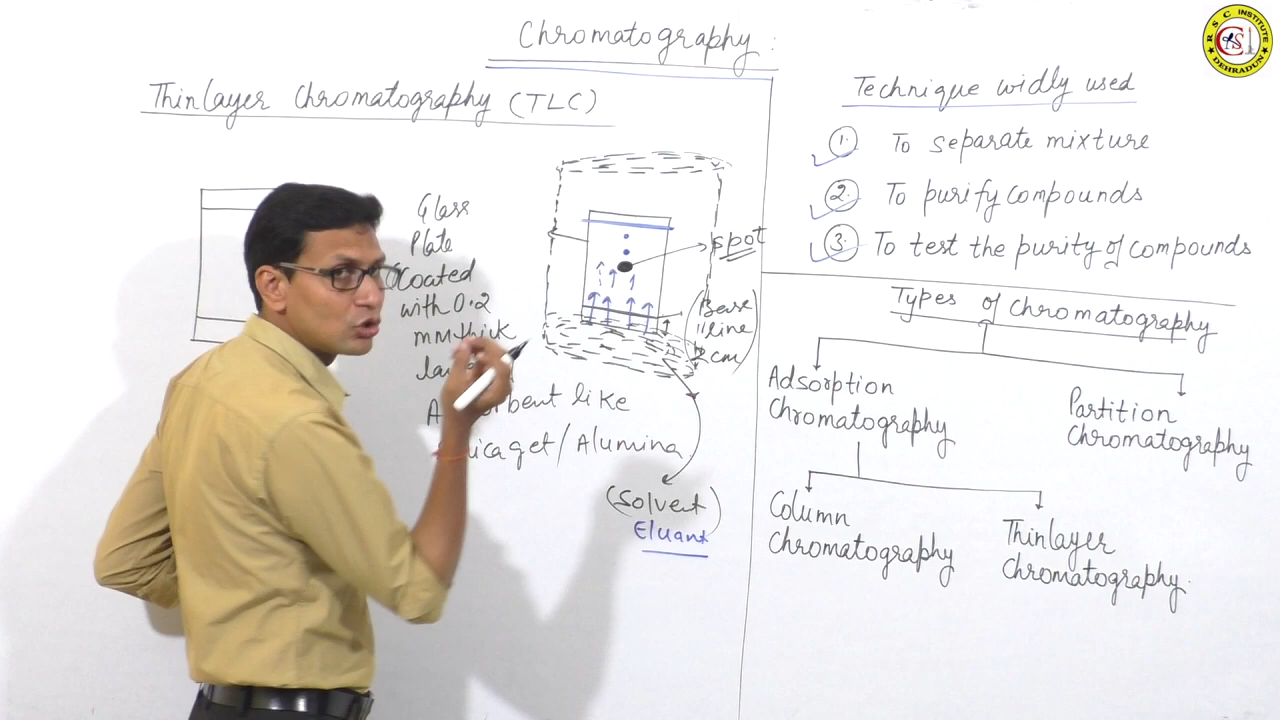 Chromatography :
Thinlayer Chromatography (TLC)
Glass
Plate
Coated
with 0.2
mm thick
Adsorbent like
/ Alumina
spot
(Base
line
2 cm)
(Solvent)
Eluant
Technique widly used
1. To separate mixture
2. To purify compounds
3. To test the purity of compounds
Types of Chromatography
Adsorption
Chromatography
Partition
Chromatography
Column
Chromatography
Thinlayer
Chromatography.
RSC INSTITUTE
DEHRADUN